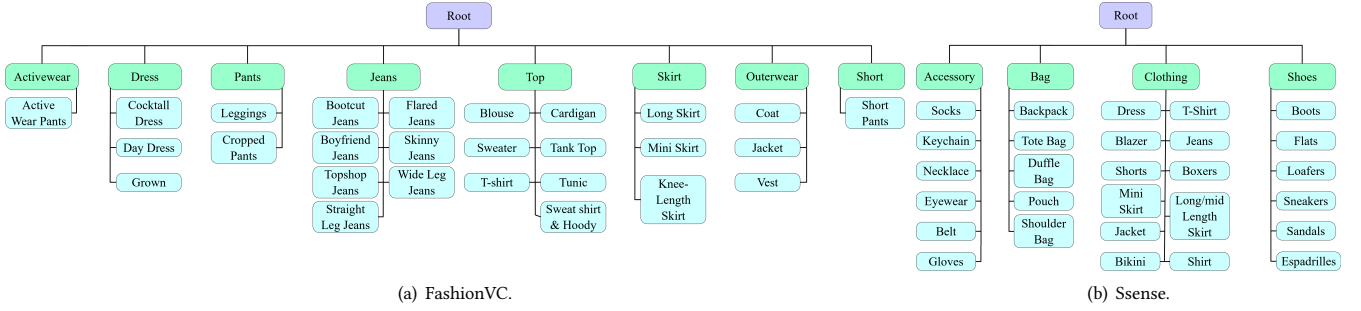 Root
Activewear
Dress
Pants
Jeans
Top
Skirt
Outerwear
Short
Active
Wear Pants
Cocktall
Dress
Day Dress
Grown
Leggings
Cropped
Pants
Bootcut
Jeans
Flared
Jeans
Boyfriend
Jeans
Skinny
Jeans
Topshop
Jeans
Wide Leg
Jeans
Straight
Leg Jeans
Blouse
Cardigan
Sweater
Tank Top
T-shirt
Tunic
Sweat shirt
& Hoody
Long Skirt
Mini Skirt
Knee-
Length
Skirt
Coat
Jacket
Vest
Short
Pants
(a) FashionVC.
Root
Accessory
Bag
Clothing
Shoes
Socks
Keychain
Necklace
Eyewear
Belt
Gloves
Backpack
Tote Bag
Duffle
Bag
Pouch
Shoulder
Bag
Dress
T-Shirt
Blazer
Jeans
Shorts
Boxers
Mini
Skirt
Long/mid
Length
Skirt
Jacket
Bikini
Shirt
Boots
Flats
Loafers
Sneakers
Sandals
Espadrilles
(b) Ssense.